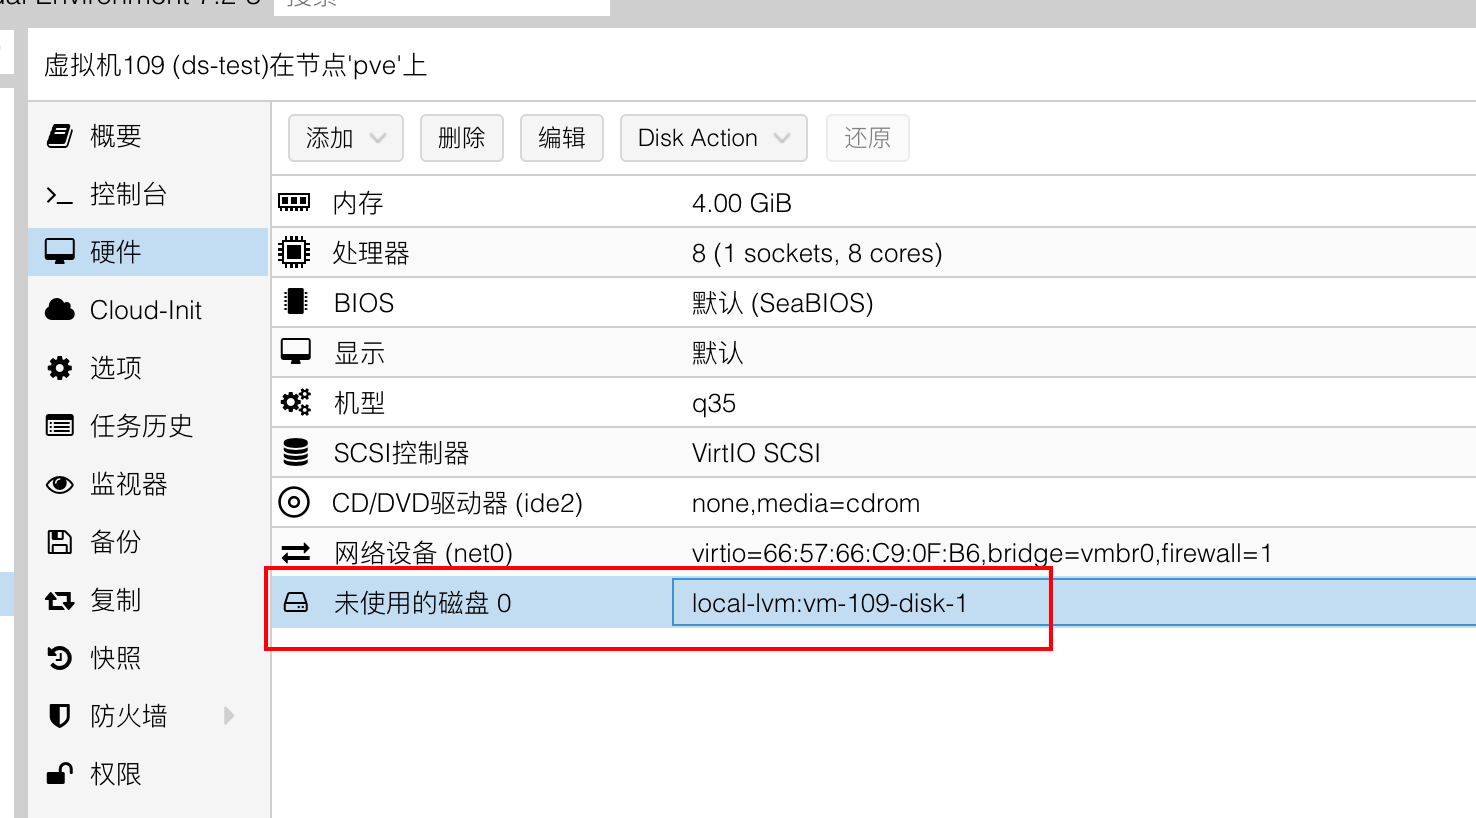 虚拟机109 (ds-test)在节点'pve'上
概要
控制台
硬件
Cloud-Init
选项
任务历史
监视器
备份
复制
快照
防火墙
权限
添加 删除 编辑 Disk Action 还原
内存 4.00 GiB
处理器 8 (1 sockets, 8 cores)
BIOS 默认 (SeaBIOS)
显示 默认
机型 q35
SCSI控制器 VirtIO SCSI
CD/DVD驱动器 (ide2) none,media=cdrom
网络设备 (net0) virtio=66:57:66:C9:0F:B6,bridge=vmbr0,firewall=1
未使用的磁盘 0 local-lvm:vm-109-disk-1